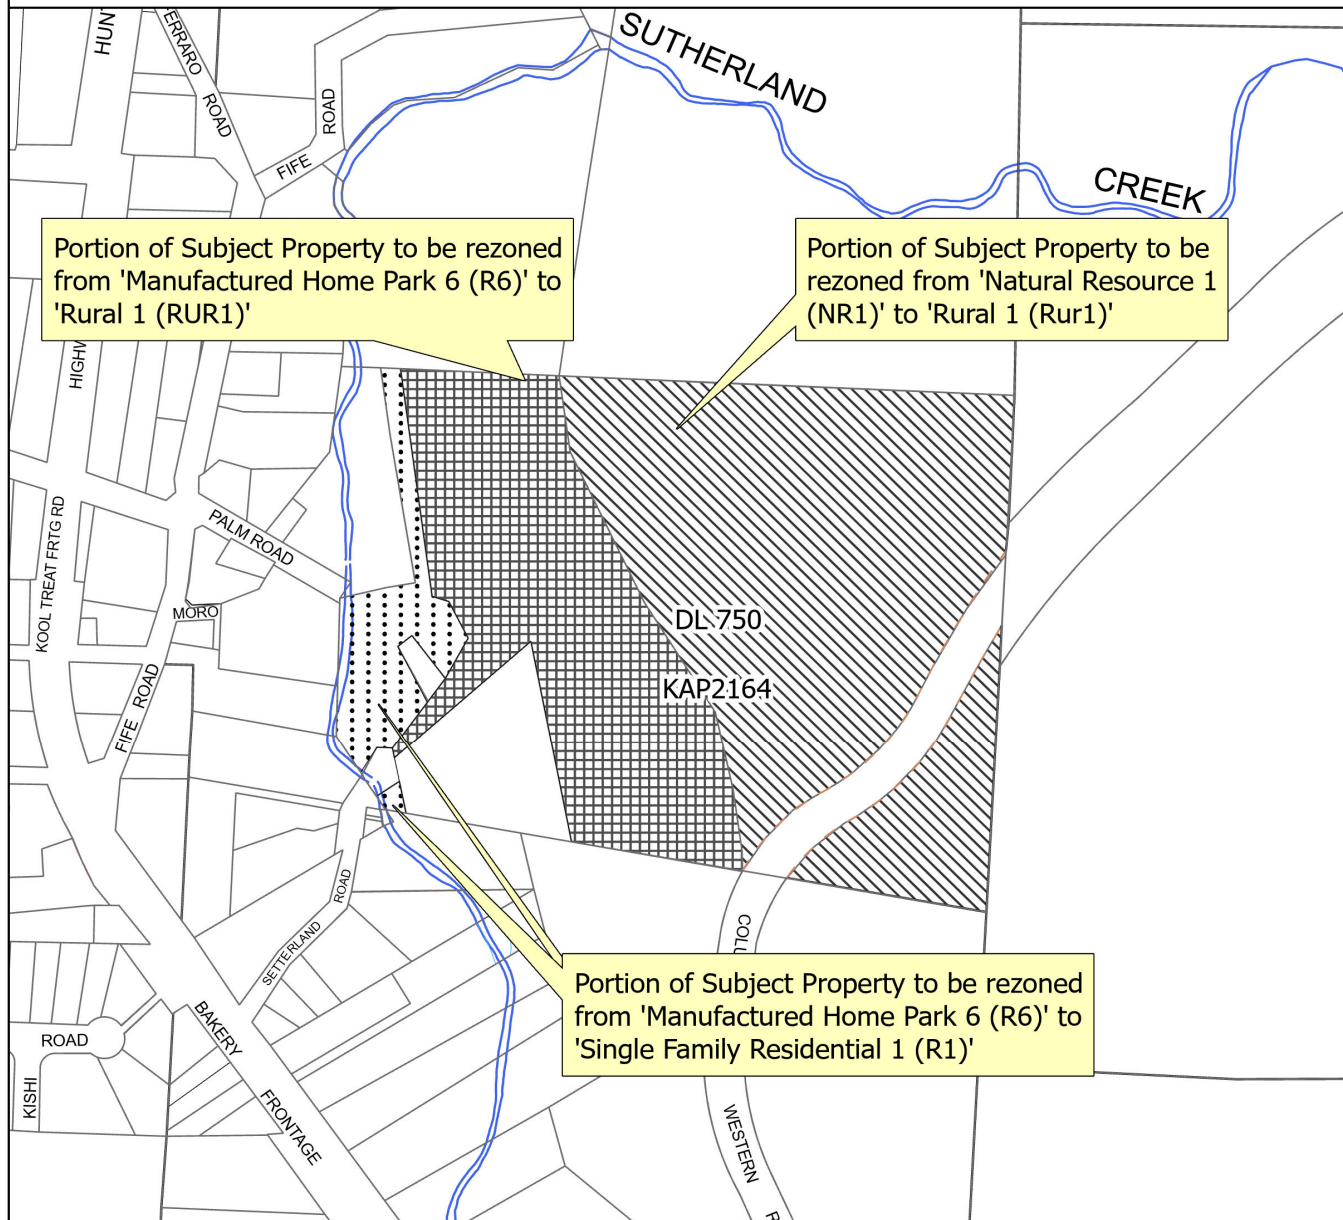 HUN
FERRARO ROAD
FIFE ROAD
SUTHERLAND
CREEK
Portion of Subject Property to be rezoned
from 'Manufactured Home Park 6 (R6)' to
'Rural 1 (RUR1)'
Portion of Subject Property to be
rezoned from 'Natural Resource 1
(NR1)' to 'Rural 1 (Rur1)'
HIGHW
KOOL TREAT FRTG RD
PALM ROAD
MORO
FIFE ROAD
DL 750
KAP2164
SETTERLAND ROAD
COLU
Portion of Subject Property to be rezoned
from 'Manufactured Home Park 6 (R6)' to
'Single Family Residential 1 (R1)'
ROAD
KISHI
BAKERY
FRONTAGE
WESTERN
R